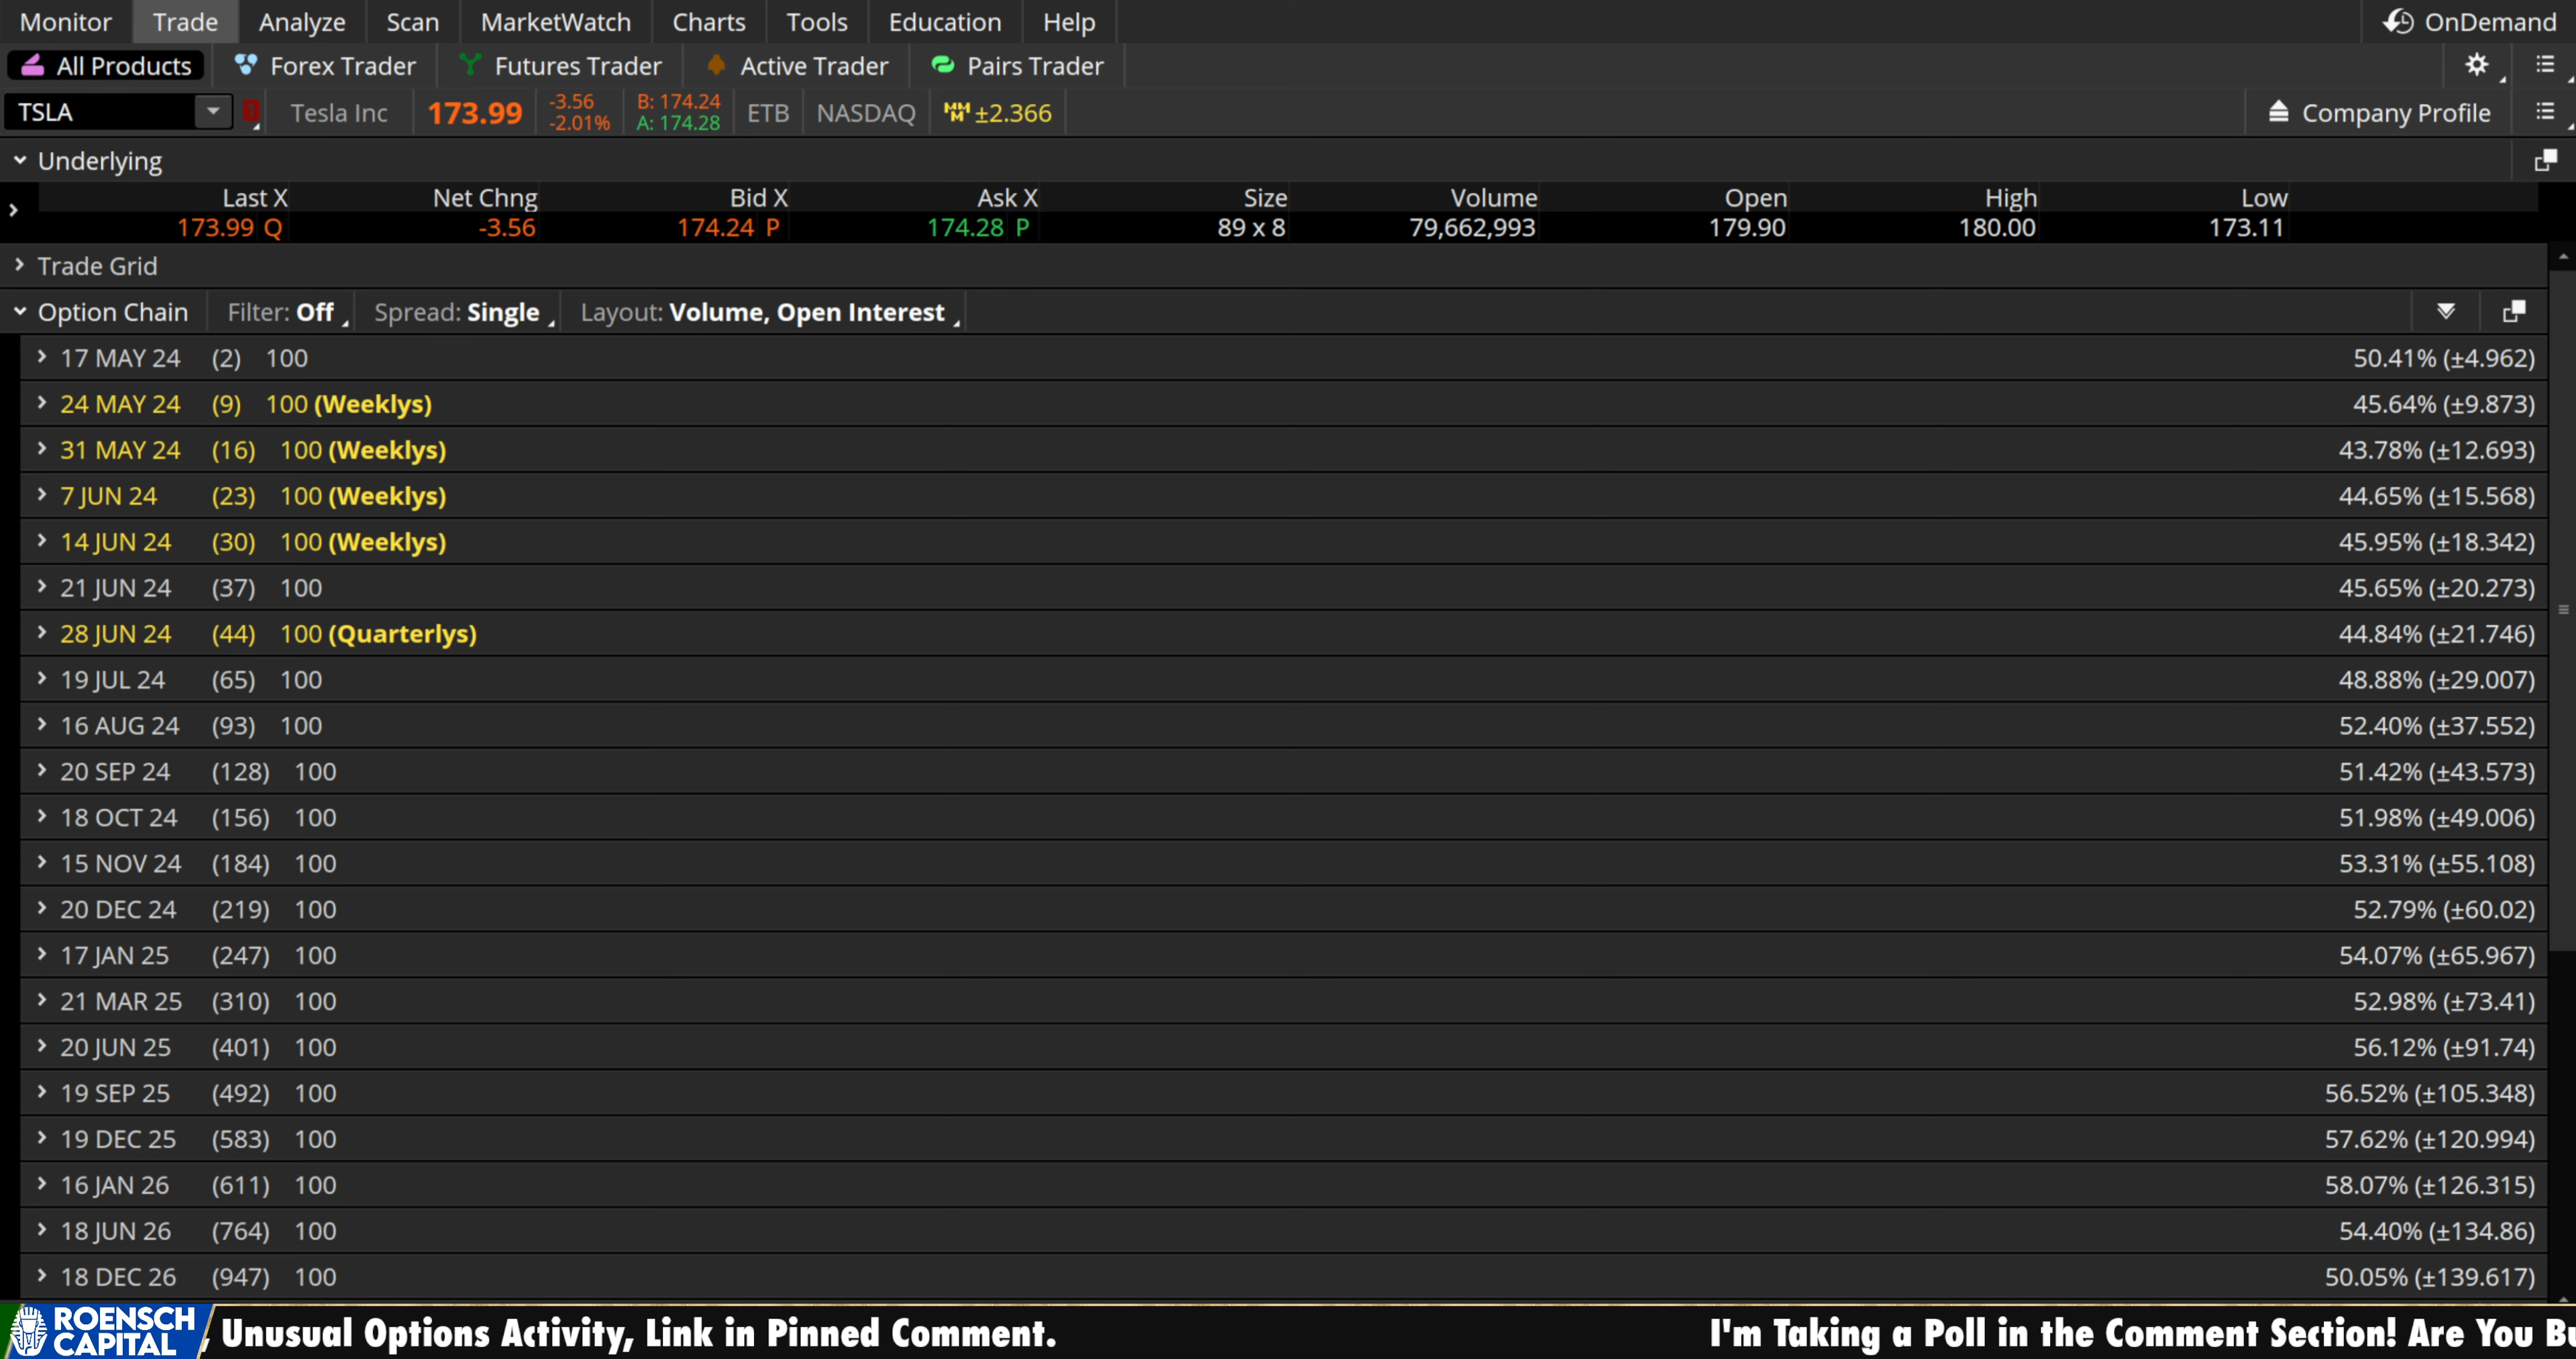 Monitor Trade Analyze Scan MarketWatch Charts Tools Education Help OnDemand
All Products Forex Trader Futures Trader Active Trader Pairs Trader
TSLA Tesla Inc 173.99 -3.56 -2.01% B: 174.24 A: 174.28 ETB NASDAQ ±2.366 Company Profile
Underlying
Last X Net Chng Bid X Ask X Size Volume Open High Low
173.99 Q -3.56 174.24 P 174.28 P 89 x 8 79,662,993 179.90 180.00 173.11
Trade Grid
Option Chain Filter: Off Spread: Single Layout: Volume, Open Interest
17 MAY 24 (2) 100 50.41% (±4.962)
24 MAY 24 (9) 100 (Weeklys) 45.64% (±9.873)
31 MAY 24 (16) 100 (Weeklys) 43.78% (±12.693)
7 JUN 24 (23) 100 (Weeklys) 44.65% (±15.568)
14 JUN 24 (30) 100 (Weeklys) 45.95% (±18.342)
21 JUN 24 (37) 100 45.65% (±20.273)
28 JUN 24 (44) 100 (Quarterlys) 44.84% (±21.746)
19 JUL 24 (65) 100 48.88% (±29.007)
16 AUG 24 (93) 100 52.40% (±37.552)
20 SEP 24 (128) 100 51.42% (±43.573)
18 OCT 24 (156) 100 51.98% (±49.006)
15 NOV 24 (184) 100 53.31% (±55.108)
20 DEC 24 (219) 100 52.79% (±60.02)
17 JAN 25 (247) 100 54.07% (±65.967)
21 MAR 25 (310) 100 52.98% (±73.41)
20 JUN 25 (401) 100 56.12% (±91.74)
19 SEP 25 (492) 100 56.52% (±105.348)
19 DEC 25 (583) 100 57.62% (±120.994)
16 JAN 26 (611) 100 58.07% (±126.315)
18 JUN 26 (764) 100 54.40% (±134.86)
18 DEC 26 (947) 100 50.05% (±139.617)
ROENSCH
CAPITAL
, Unusual Options Activity, Link in Pinned Comment. I'm Taking a Poll in the Comment Section! Are You